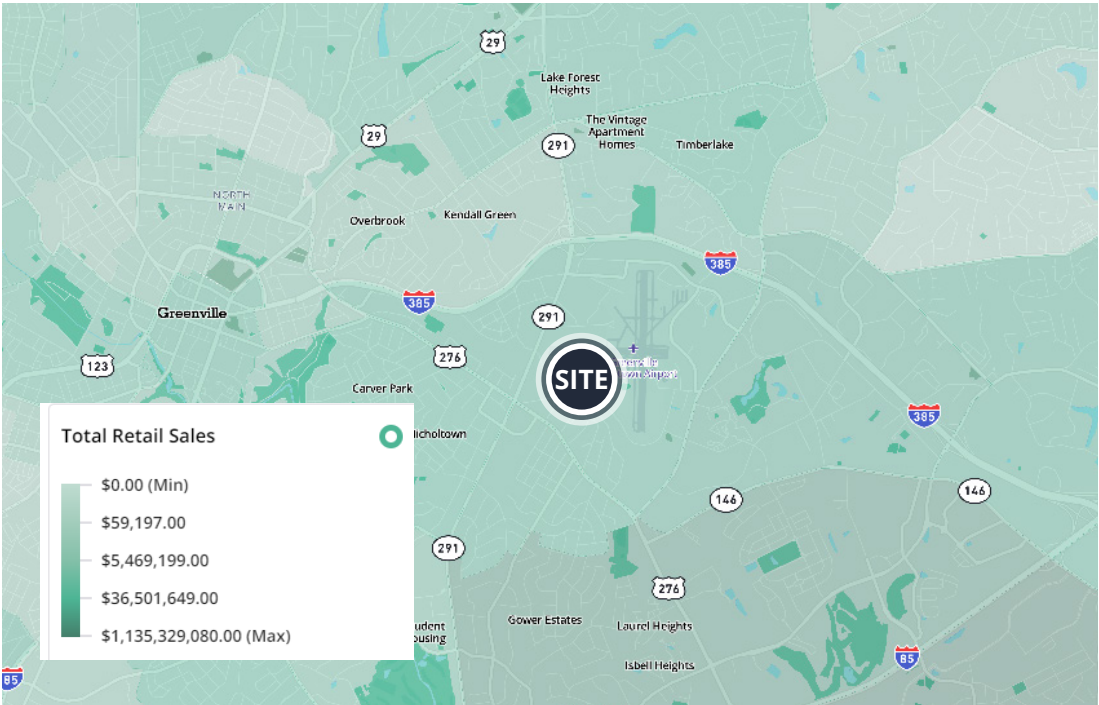 29
Lake Forest
Heights
The Vintage
Apartment
Homes
29
291
Timberlake
NORTH
MAIN
Overbrook
Kendall Green
385
385
291
Greenville
276
123
SITE
Carver Park
385
Total Retail Sales
$0.00 (Min)
$59,197.00
$5,469,199.00
$36,501,649.00
$1,135,329,080.00 (Max)
146
146
291
276
Gower Estates
Laurel Heights
Isbell Heights
85
85